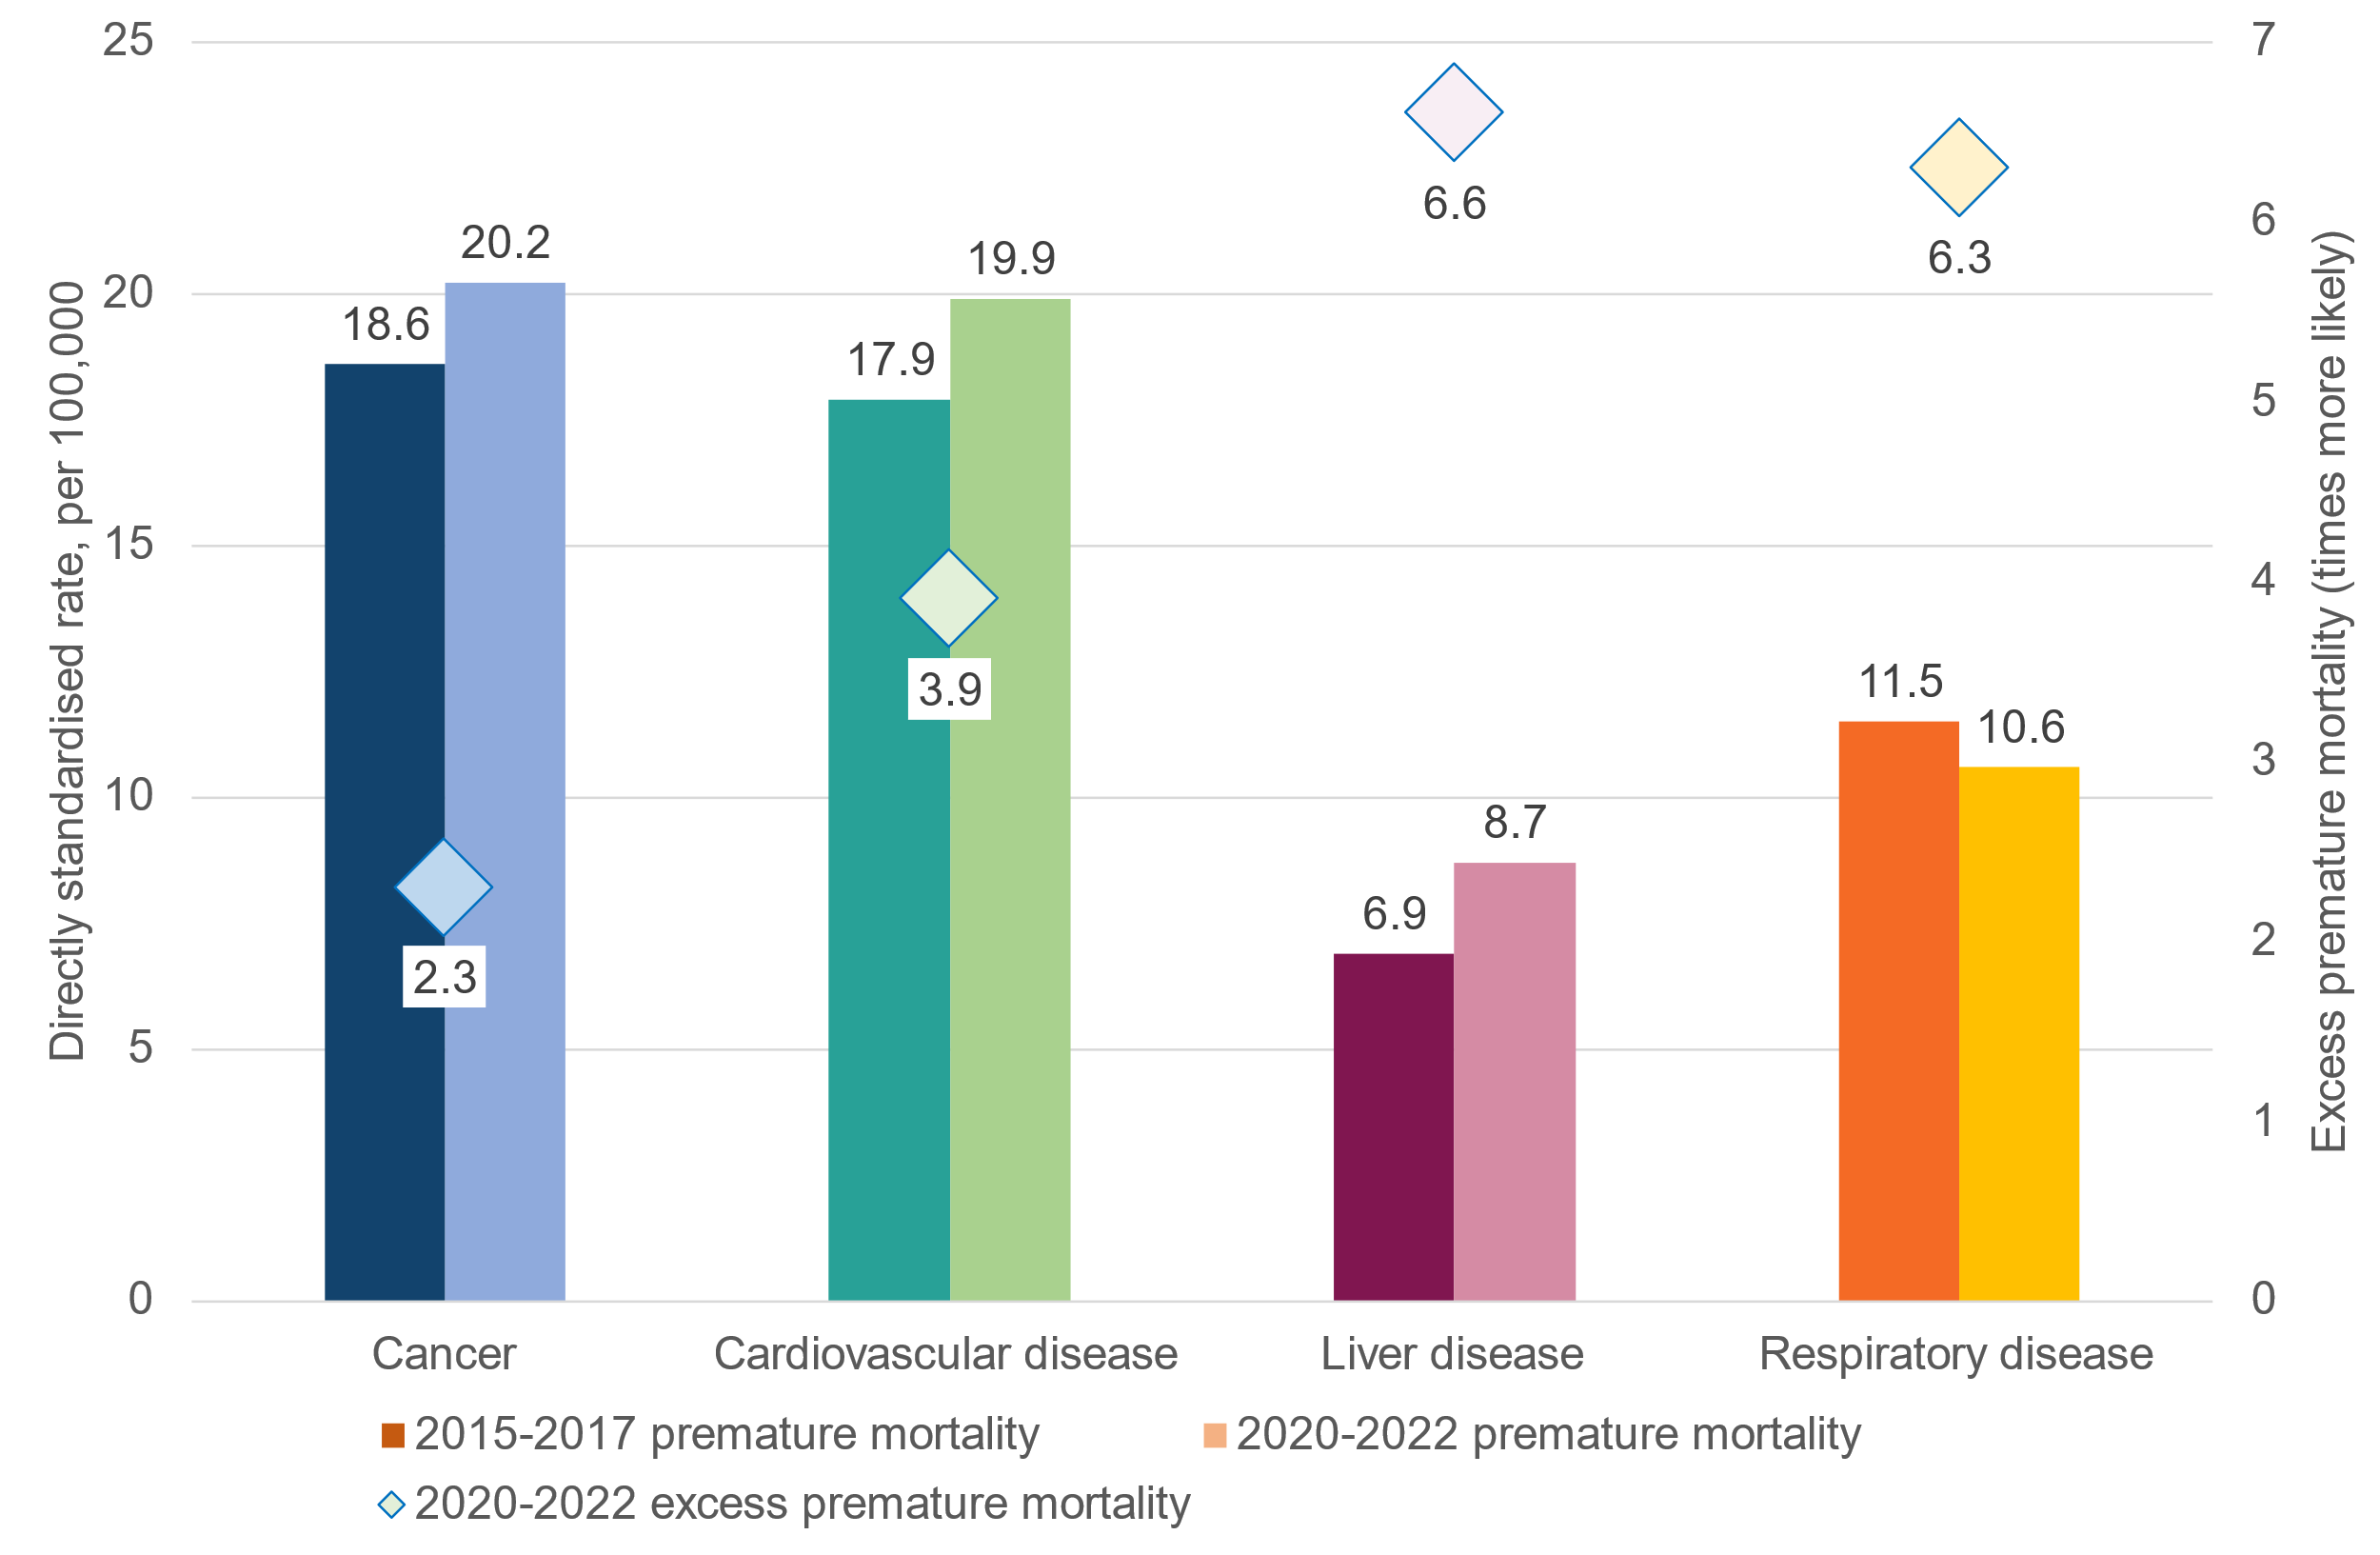 25
20
15
10
5
0
Directly standardised rate, per 100,000
7
6
5
4
3
2
1
0
Excess premature mortality (times more likely)
18.6
20.2
2.3
17.9
19.9
3.9
6.9
8.7
6.6
11.5
10.6
6.3
Cancer
Cardiovascular disease
Liver disease
Respiratory disease
2015-2017 premature mortality
2020-2022 premature mortality
2020-2022 excess premature mortality